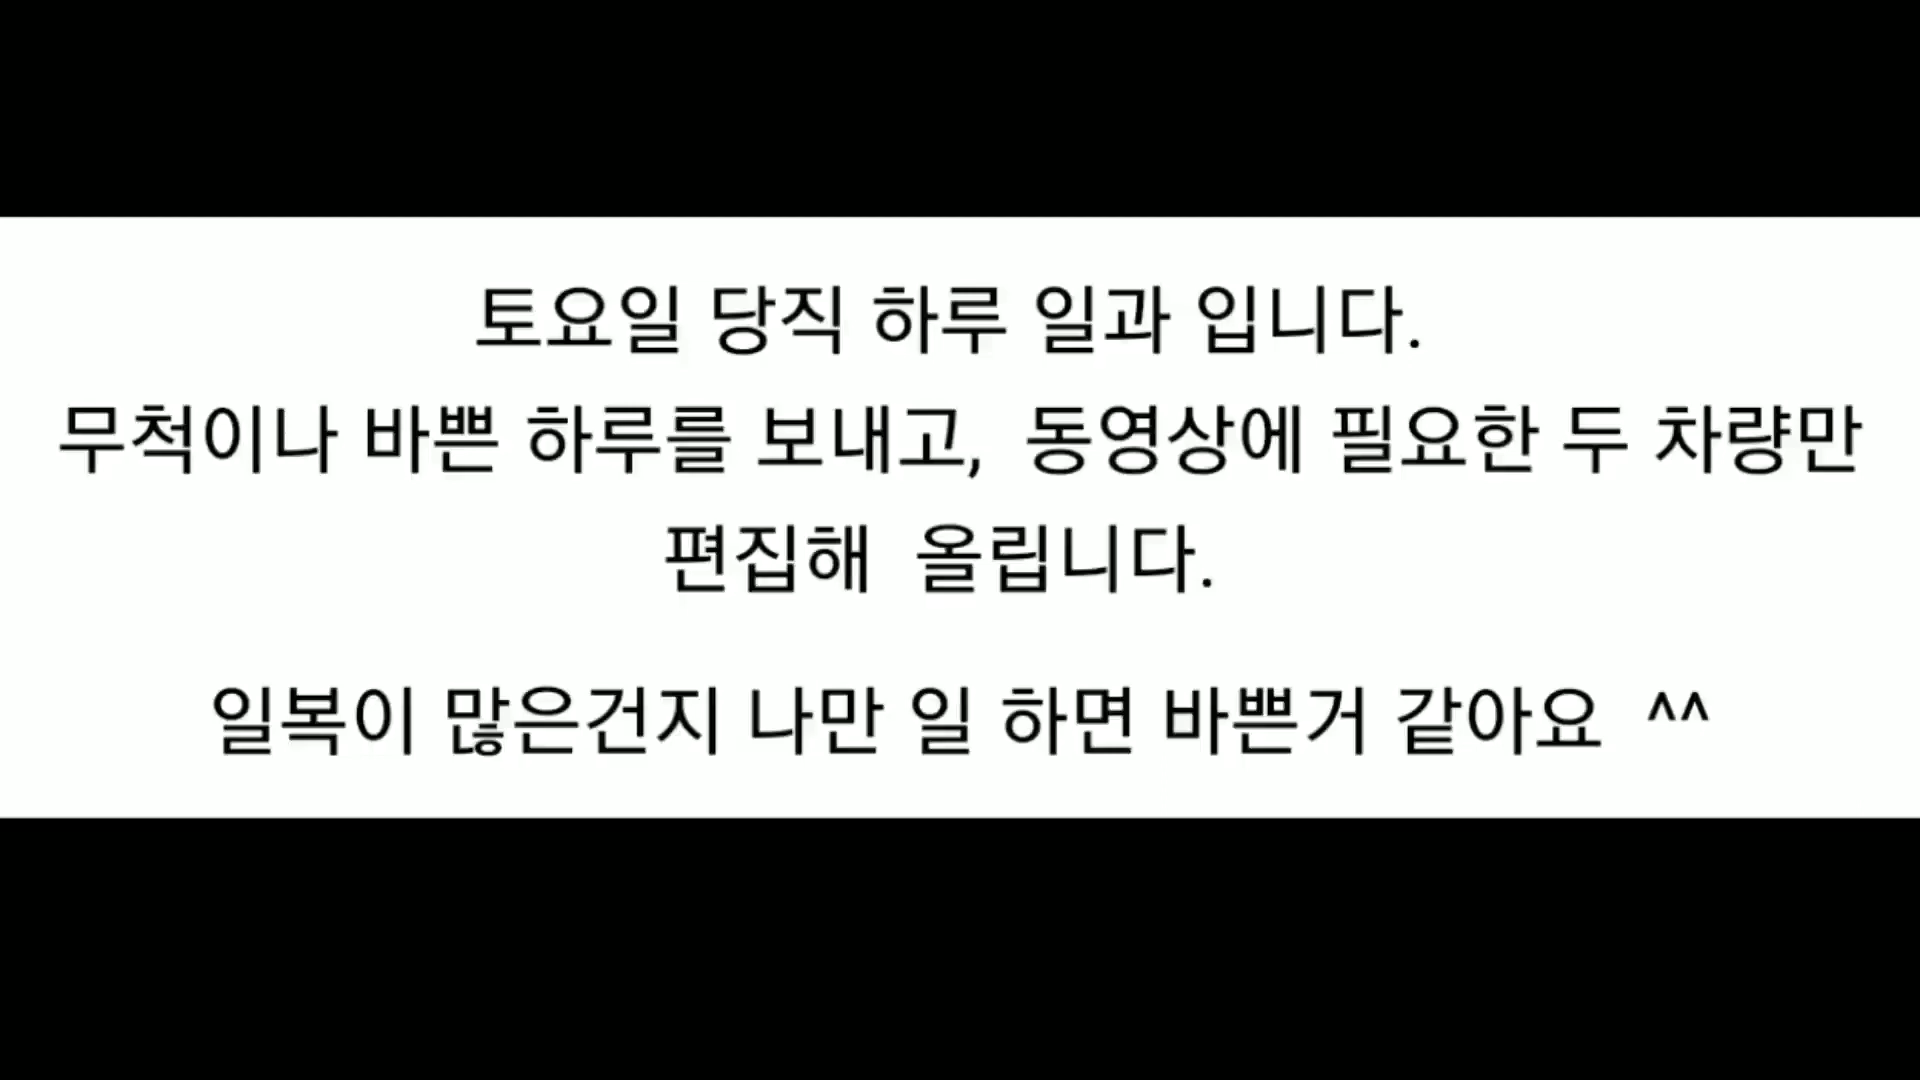 토요일 당직 하루 일과 입니다.
무척이나 바쁜 하루를 보내고,  동영상에 필요한 두 차량만
편집해  올립니다.
일복이 많은건지 나만 일 하면 바쁜거 같아요  ^^